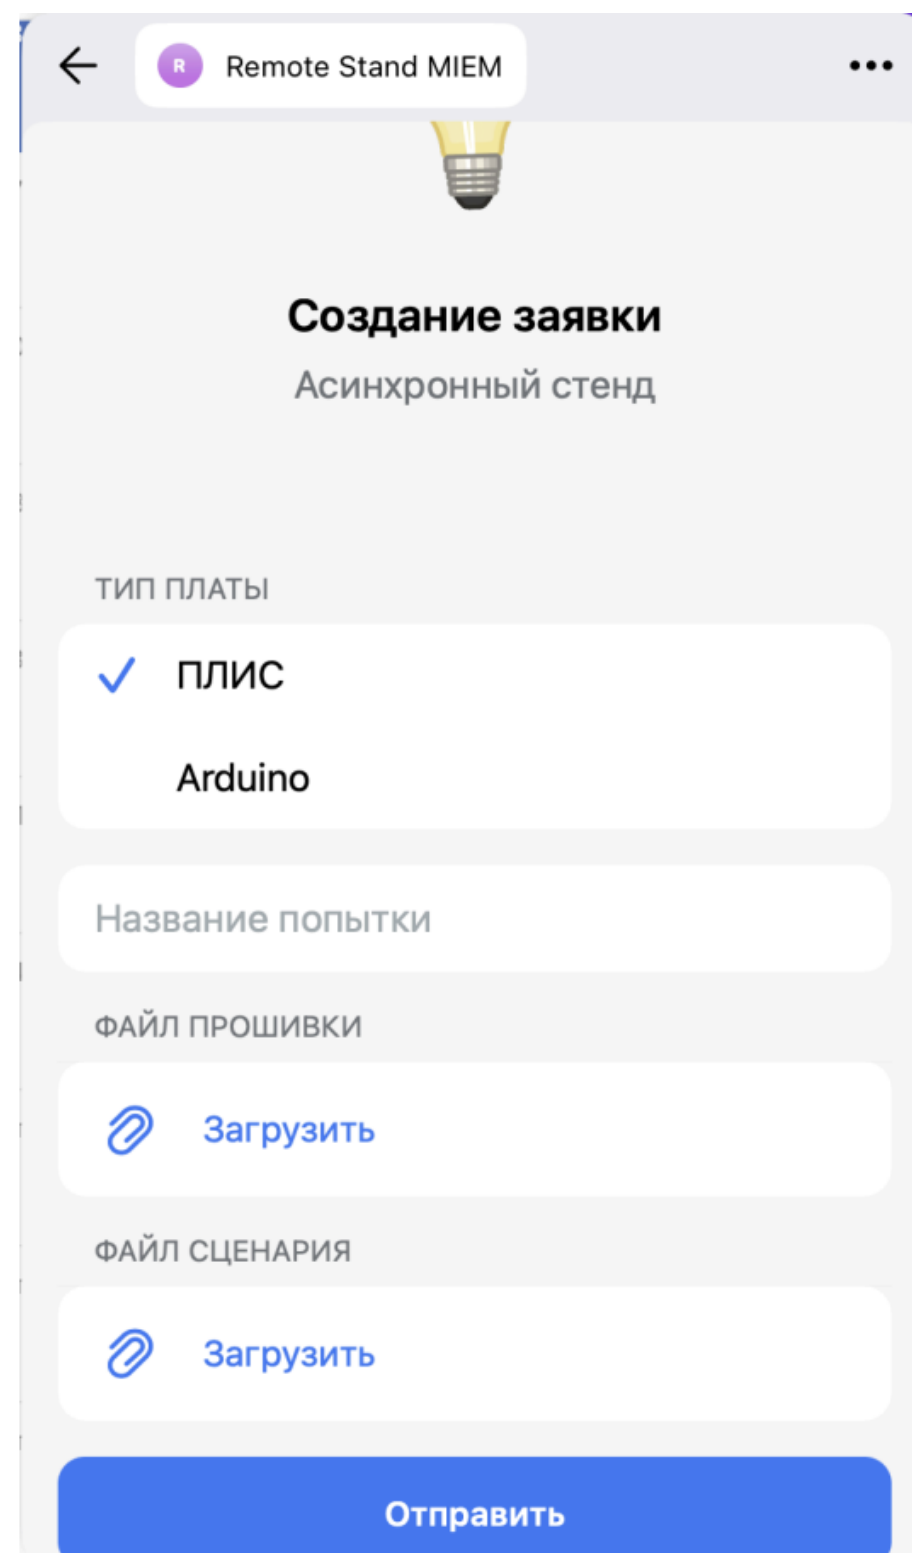 R Remote Stand MIEM
Создание заявки
Асинхронный стенд
ТИП ПЛАТЫ
ПЛИС
Arduino
Название попытки
ФАЙЛ ПРОШИВКИ
Загрузить
ФАЙЛ СЦЕНАРИЯ
Загрузить
Отправить